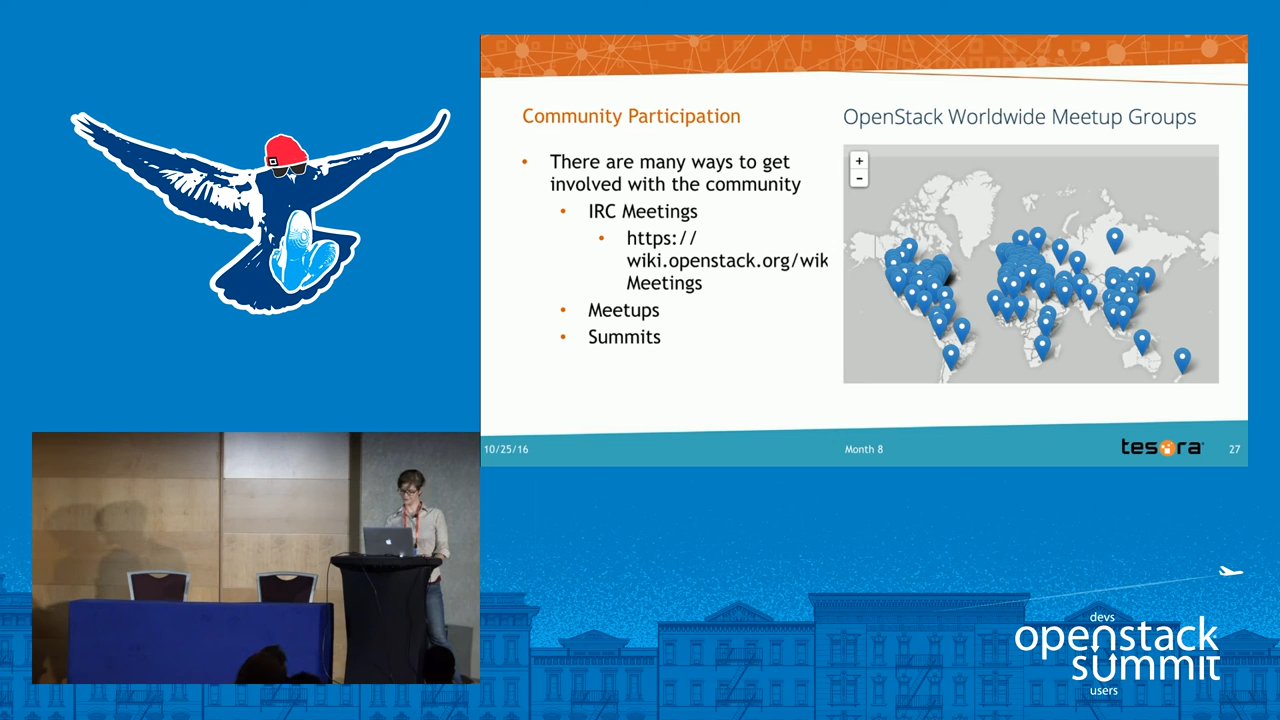 Community Participation
• There are many ways to get
involved with the community
• IRC Meetings
• https://
wiki.openstack.org/wik
Meetings
• Meetups
• Summits
OpenStack Worldwide Meetup Groups
+
-
10/25/16
Month 8
tesora
27
devs
openstack
summit
users